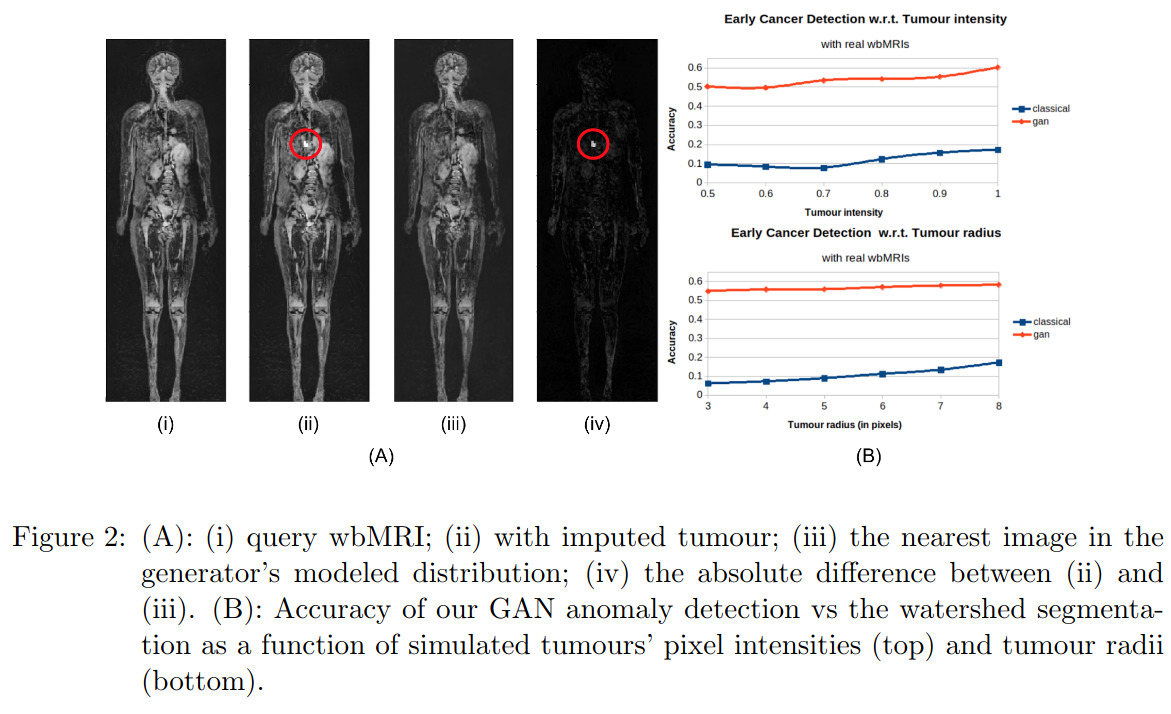 Early Cancer Detection w.r.t. Tumour intensity
with real wbMRIs
0.6
0.5
0.4
0.3
0.2
0.1
0
Accuracy
0.5 0.6 0.7 0.8 0.9 1
Tumour intensity
classical
gan
Early Cancer Detection w.r.t. Tumour radius
with real wbMRIs
0.6
0.5
0.4
0.3
0.2
0.1
0
Accuracy
3 4 5 6 7 8
Tumour radius (in pixels)
classical
gan
(i) (ii) (iii) (iv)
(A) (B)
Figure 2: (A): (i) query wbMRI; (ii) with imputed tumour; (iii) the nearest image in the
generator's modeled distribution; (iv) the absolute difference between (ii) and
(iii). (B): Accuracy of our GAN anomaly detection vs the watershed segmenta-
tion as a function of simulated tumours' pixel intensities (top) and tumour radii
(bottom).